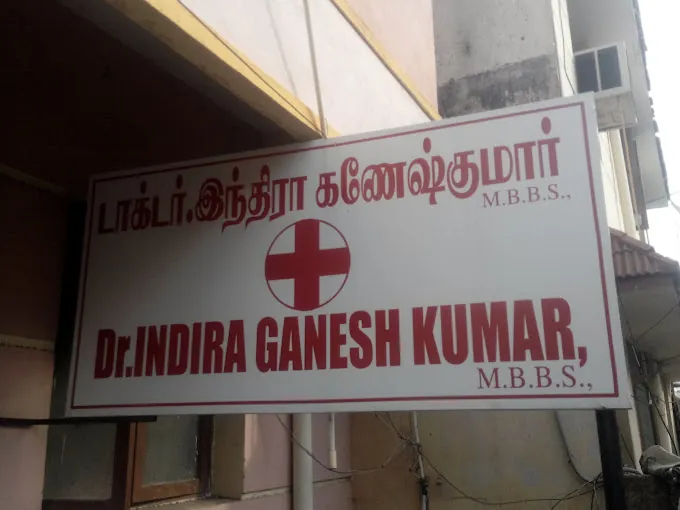 டாக்டர்.இந்திரா கணேஷ்குமார்
M.B.B.S.,
Dr.INDIRA GANESH KUMAR,
M.B.B.S.,